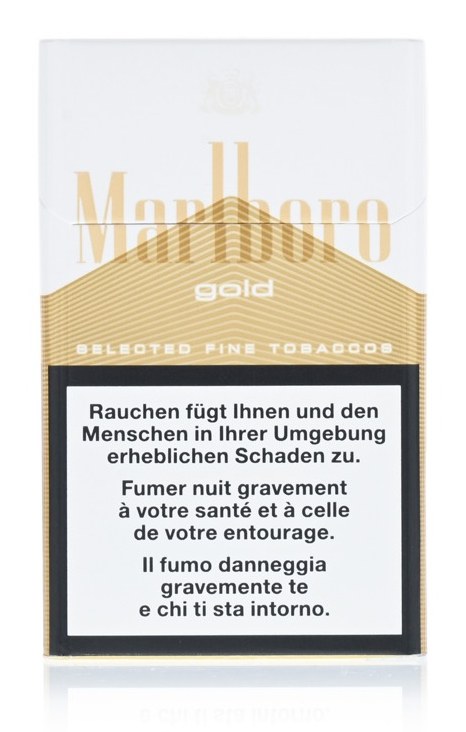 Marlboro
gold
SELECTED FINE TOBACCOS
Rauchen fügt Ihnen und den
Menschen in Ihrer Umgebung
erheblichen Schaden zu.
Fumer nuit gravement
à votre santé et à celle
de votre entourage.
Il fumo danneggia
gravemente te
e chi ti sta intorno.